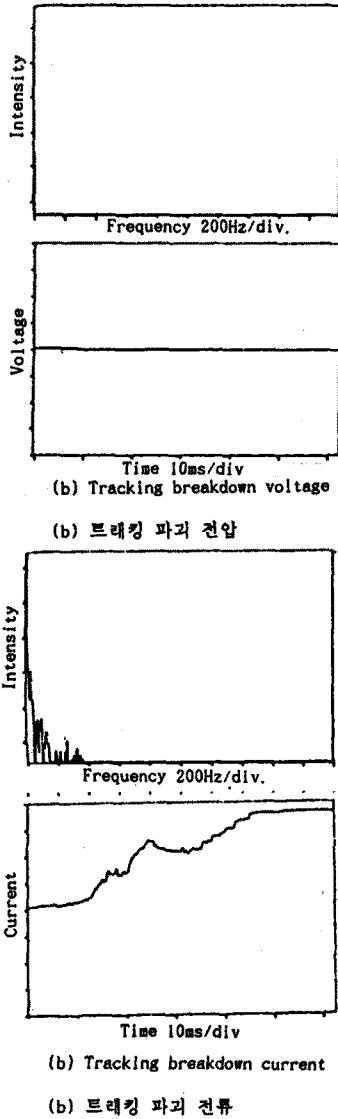 Intensity
Frequency 200Hz/div.
Voltage
Time 10ms/div
(b) Tracking breakdown voltage
(b) 트래킹 파괴 전압
Intensity
Frequency 200Hz/div.
Current
Time 10ms/div
(b) Tracking breakdown current
(b) 트래킹 파괴 전류